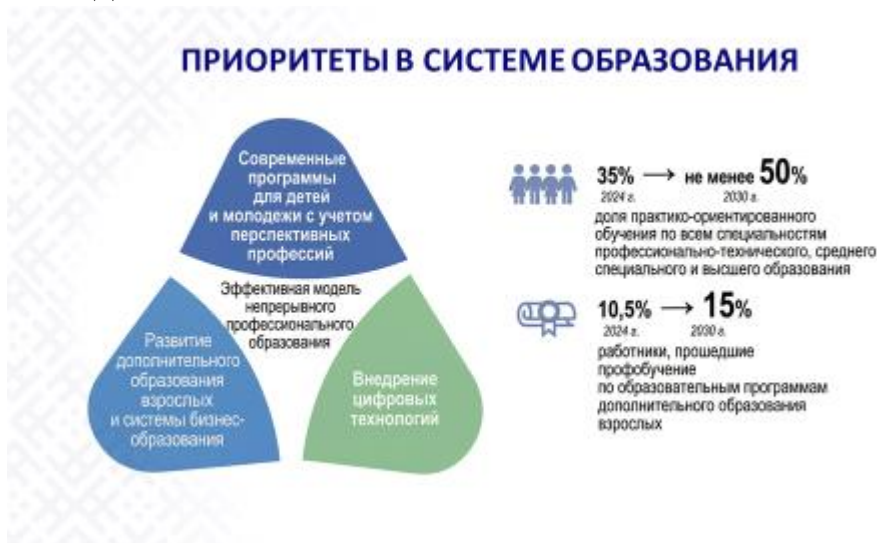 ПРИОРИТЕТЫ В СИСТЕМЕ ОБРАЗОВАНИЯ
Современные
программы
для детей
и молодежи с учетом
перспективных
профессий
Эффективная модель
непрерывного
профессионального
образования
Развитие
дополнительного
образования
взрослых
и системы бизнес-
образования
Внедрение
цифровых
технологий
35% → не менее 50%
2024 г. 2030 г.
доля практико-ориентированного
обучения по всем специальностям
профессионально-технического, среднего
специального и высшего образования
10,5% → 15%
2024 г. 2030 г.
работники, прошедшие
профобучение
по образовательным программам
дополнительного образования
взрослых